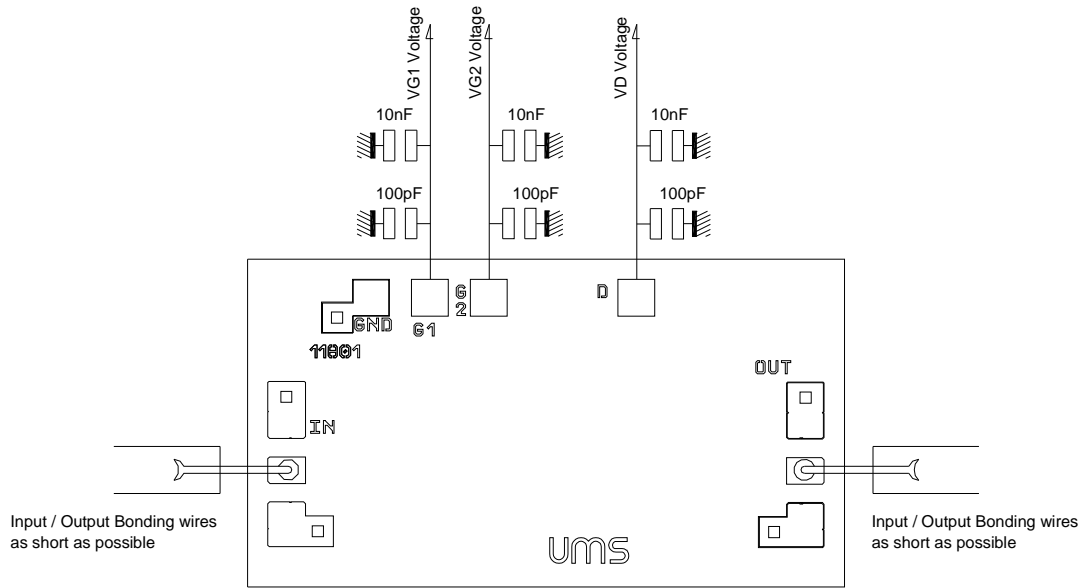 VG1 Voltage
VG2 Voltage
VD Voltage
10nF
10nF
10nF
100pF
100pF
100pF
G1
G
2
D
GND
11801
IN
OUT
Input / Output Bonding wires
as short as possible
Input / Output Bonding wires
as short as possible
UMS